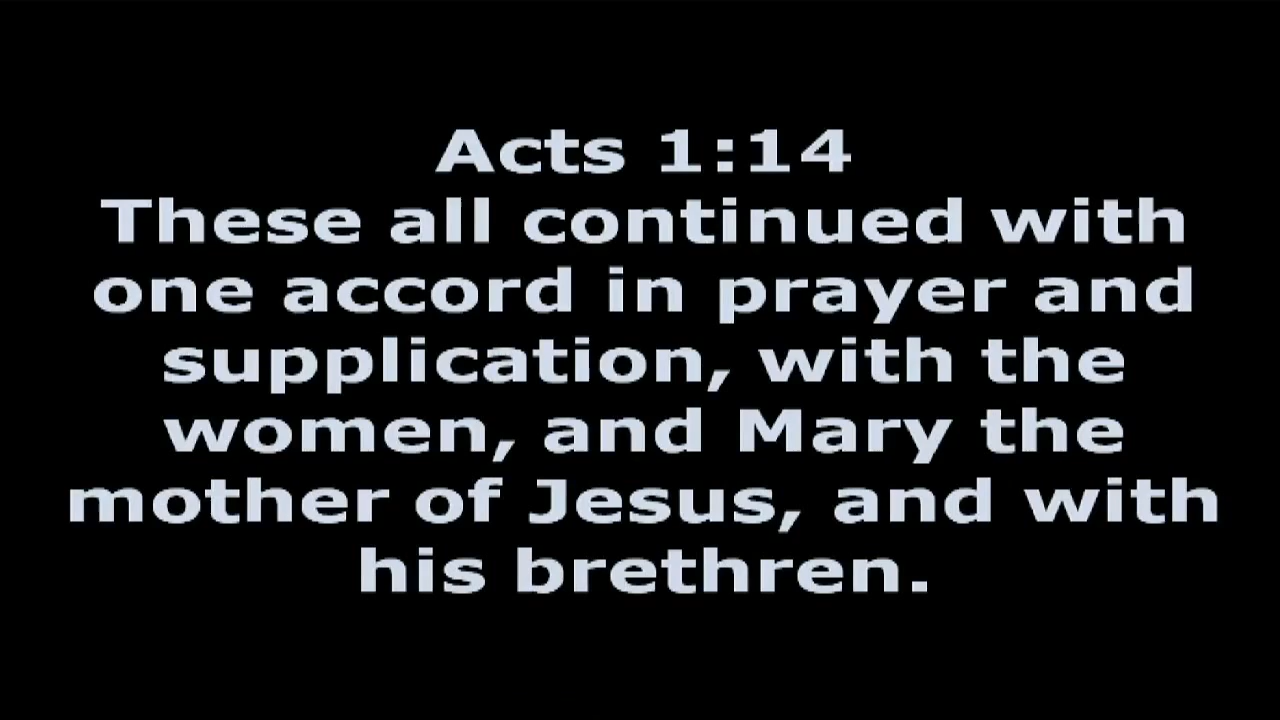 Acts 1:14
These all continued with
one accord in prayer and
supplication, with the
women, and Mary the
mother of Jesus, and with
his brethren.